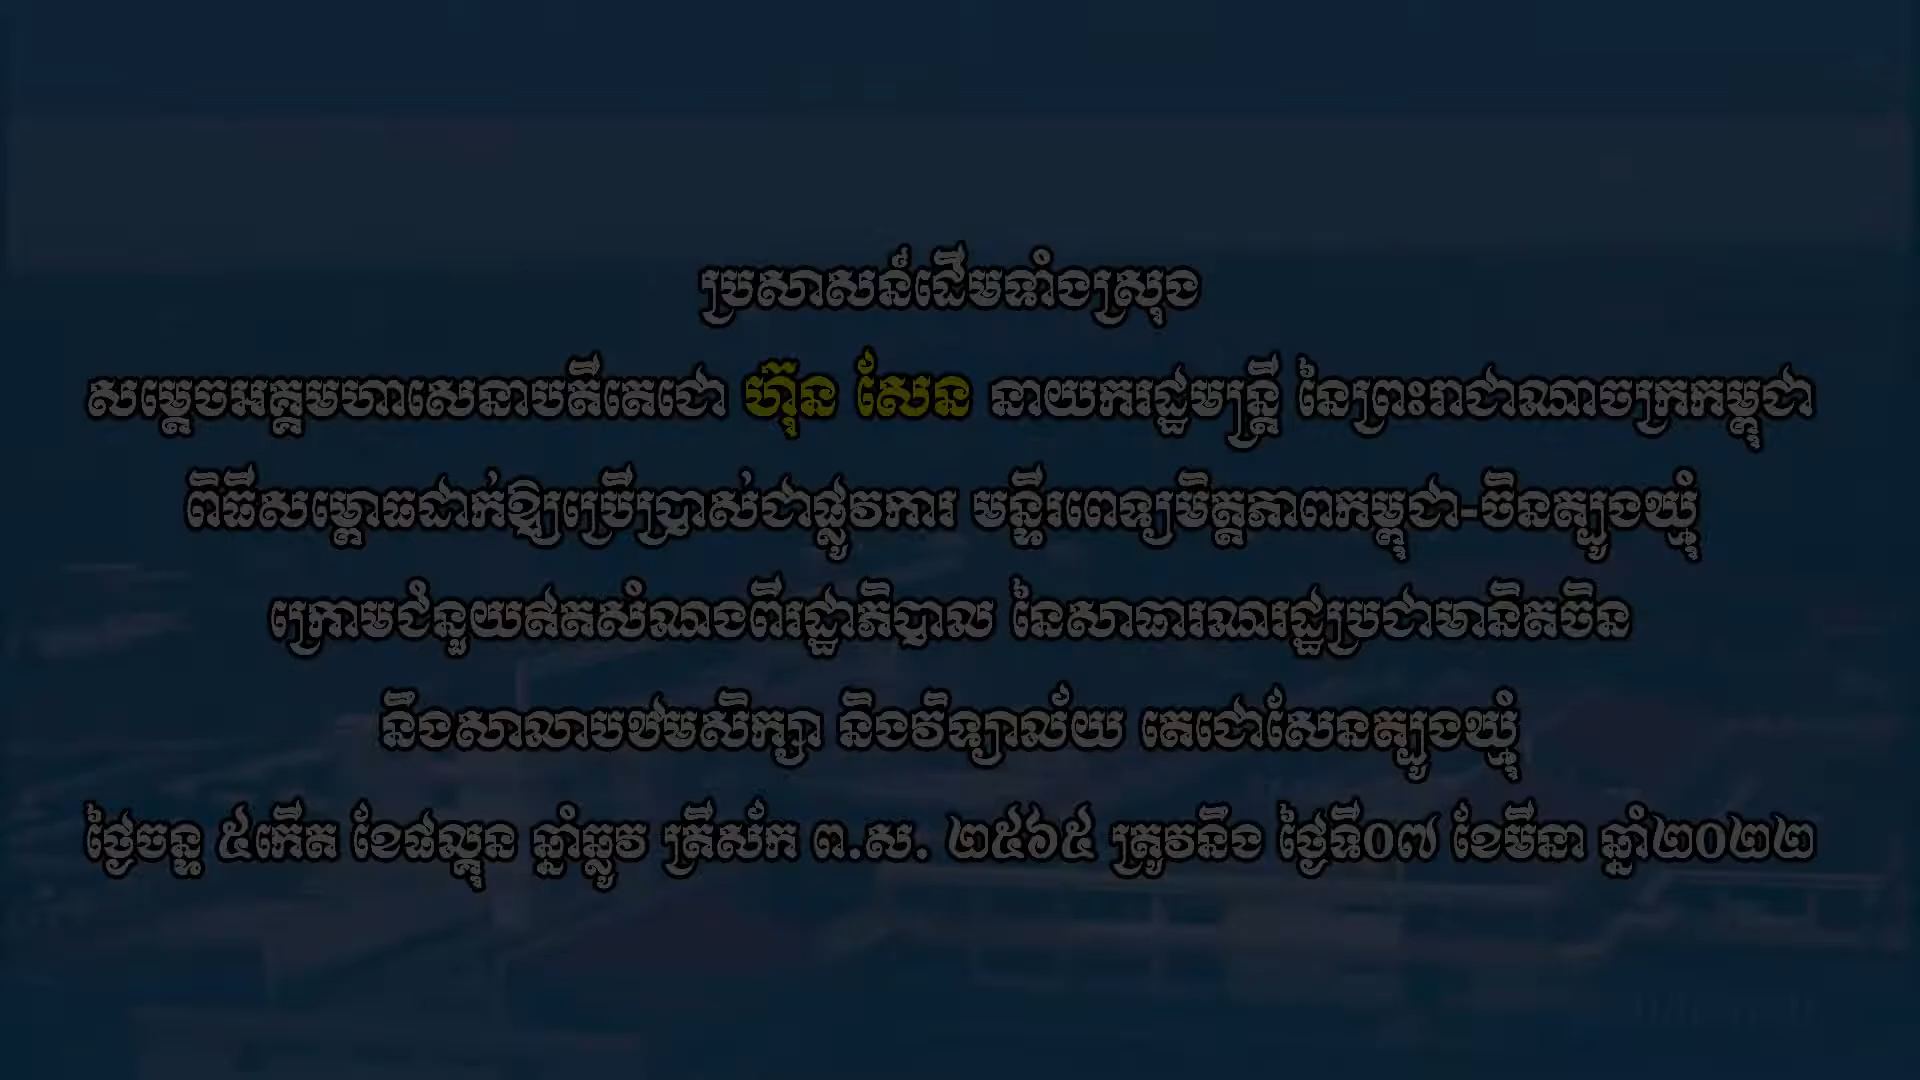 ប្រសាសន៍ដើមទាំងស្រុង
សម្តេចអគ្គមហាសេនាបតីតេជោ ហ៊ុន សែន នាយករដ្ឋមន្ត្រី នៃព្រះរាជាណាចក្រកម្ពុជា
ពិធីសម្ពោធដាក់ឱ្យប្រើប្រាស់ជាផ្លូវការ មន្ទីរពេទ្យមិត្តភាពកម្ពុជា-ចិនត្បូងឃ្មុំ
ក្រោមជំនួយឥតសំណងពីរដ្ឋាភិបាល នៃសាធារណរដ្ឋប្រជាមានិតចិន
និងសាលាបឋមសិក្សា និងវិទ្យាល័យ តេជោសែនត្បូងឃ្មុំ
ថ្ងៃចន្ទ ៥កើត ខែផល្គុន ឆ្នាំឆ្លូវ ត្រីស័ក ព.ស. ២៥៦៥ ត្រូវនឹង ថ្ងៃទី០៧ ខែមីនា ឆ្នាំ២០២២